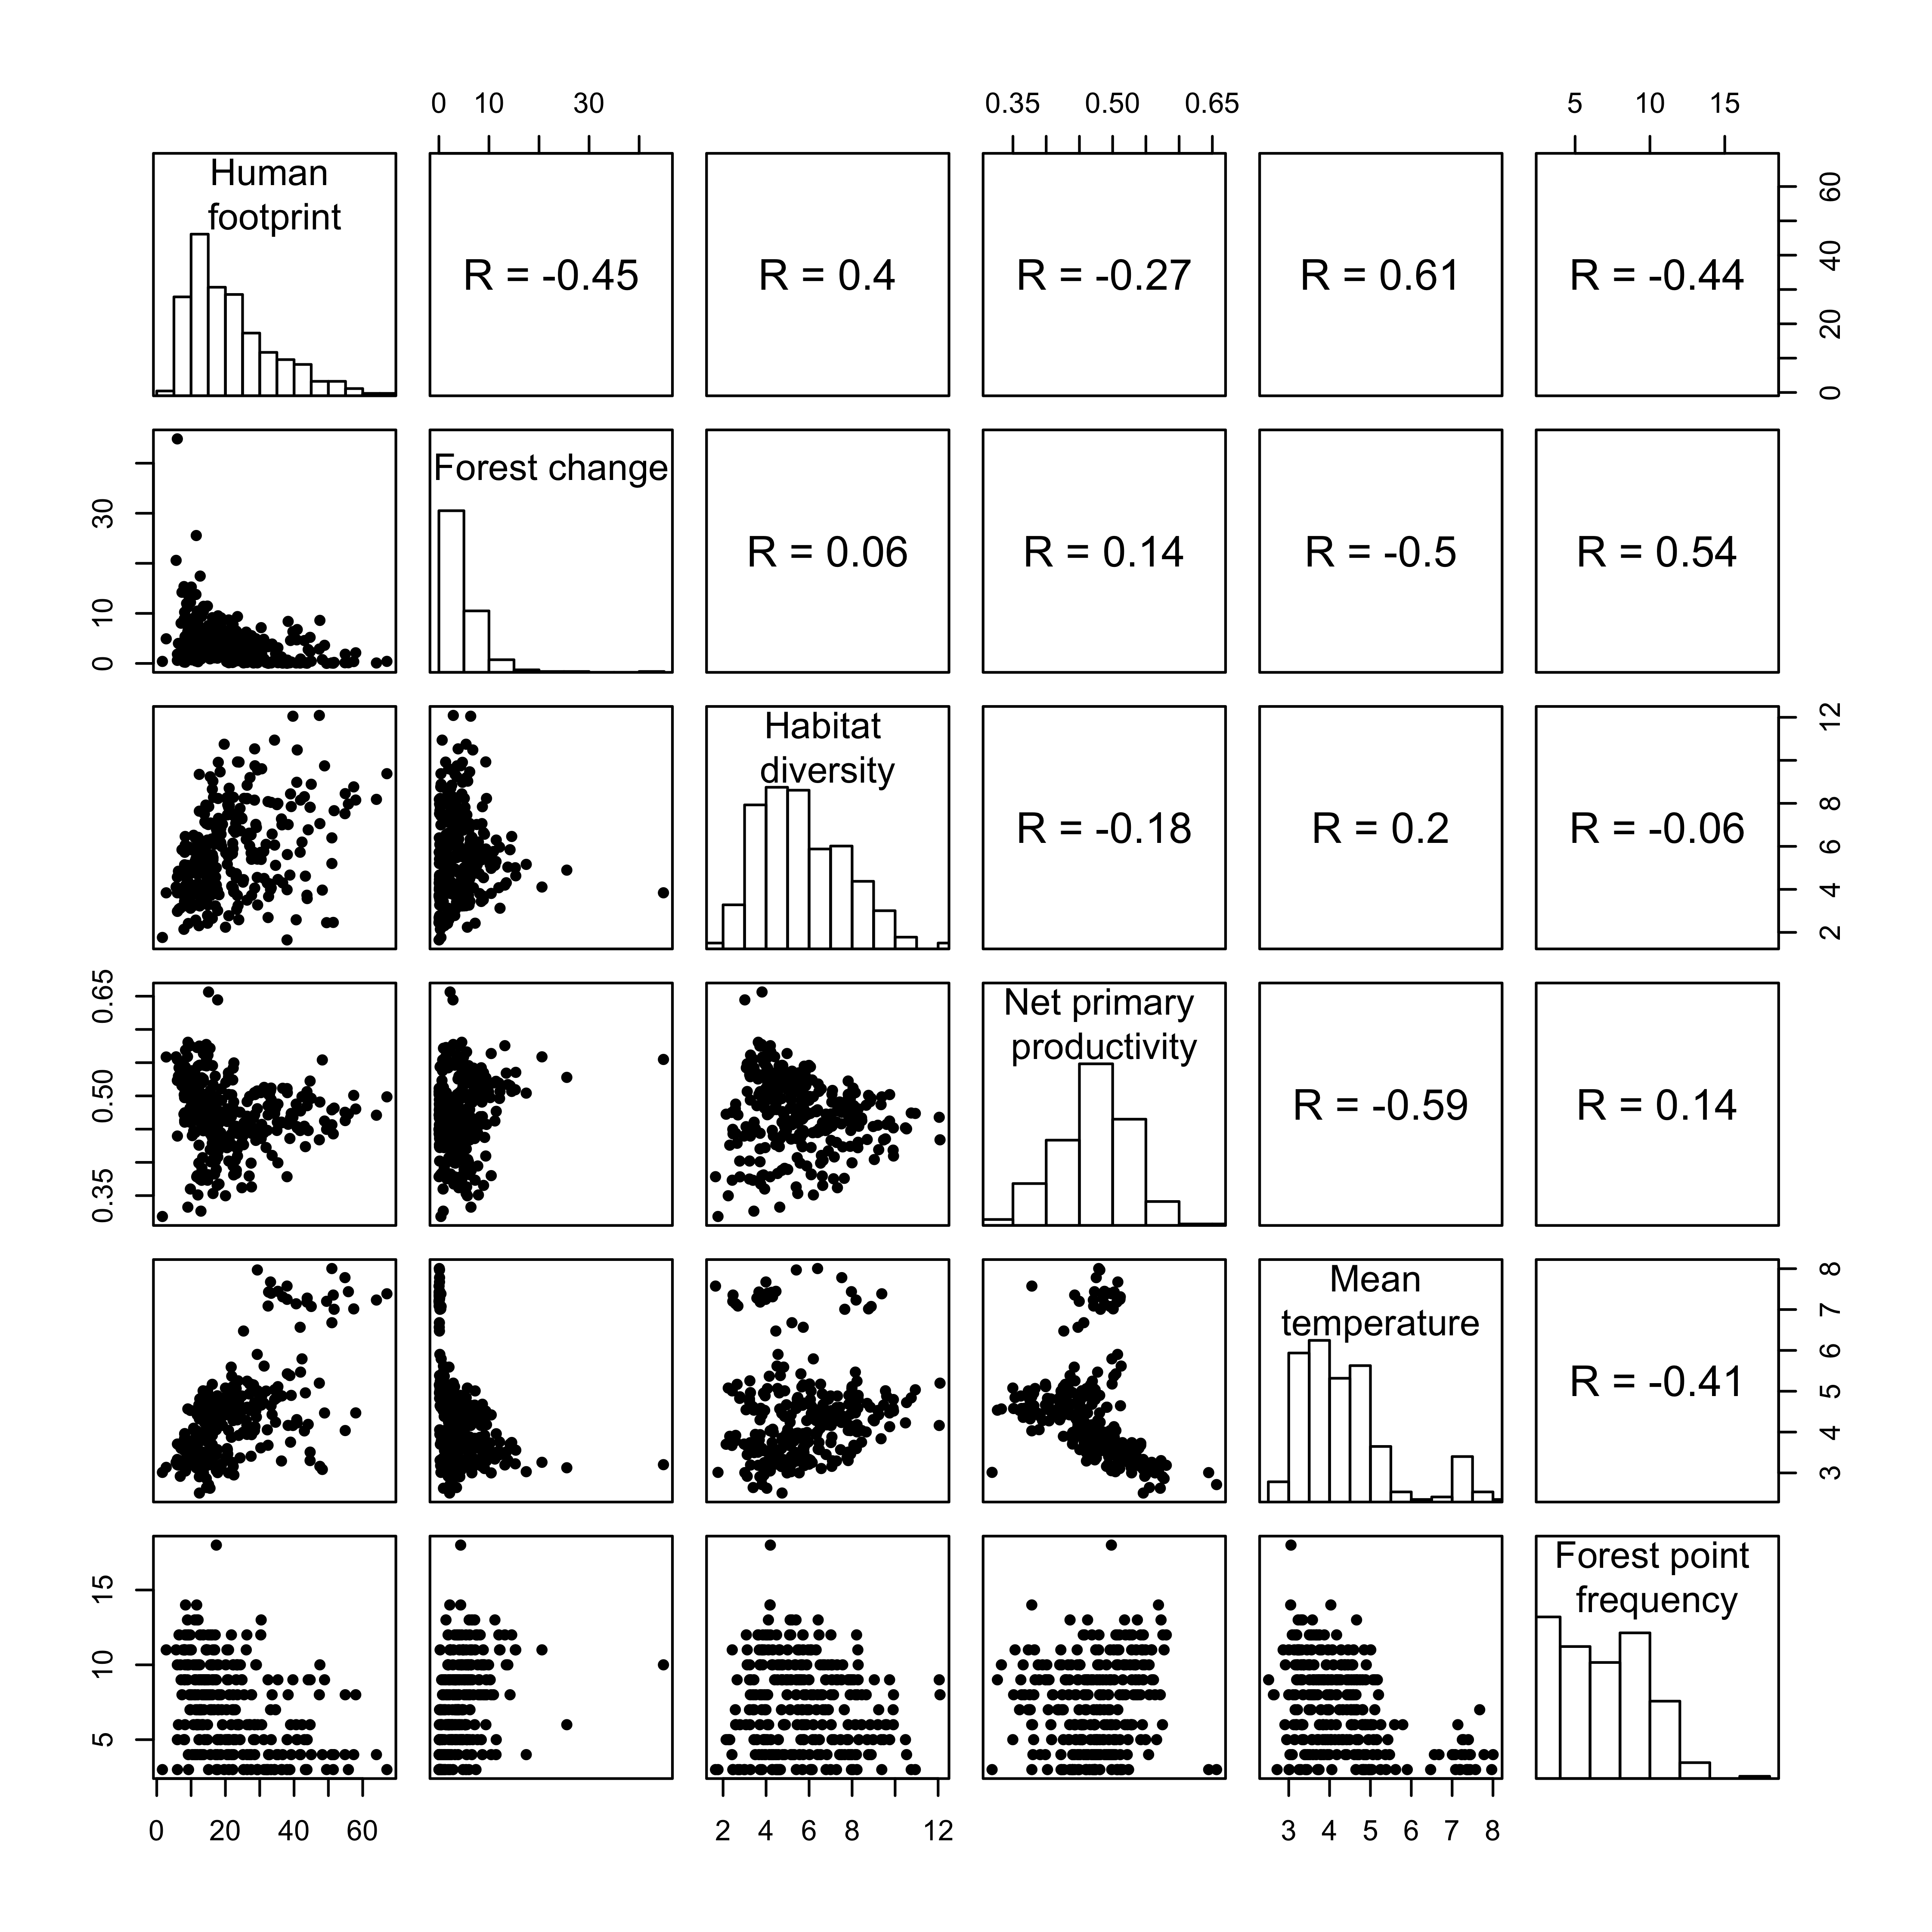 0 10 30 0.35 0.50 0.65 5 10 15
Human
footprint
R = -0.45
R = 0.4
R = -0.27
R = 0.61
R = -0.44
0 20 40 60
0 10 30
Forest change
R = 0.06
R = 0.14
R = -0.5
R = 0.54
Habitat
diversity
R = -0.18
R = 0.2
R = -0.06
2 4 6 8 12
0.35 0.50 0.65
Net primary
productivity
R = -0.59
R = 0.14
Mean
temperature
R = -0.41
3 4 5 6 7 8
5 10 15
Forest point
frequency
0 20 40 60 2 4 6 8 12 3 4 5 6 7 8